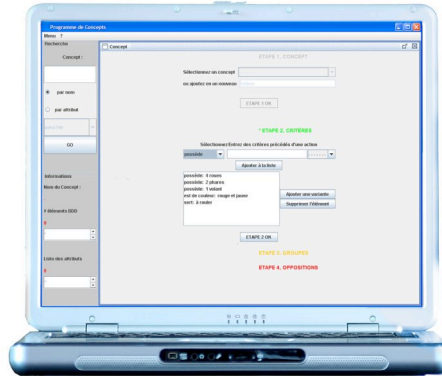 Programme de Concepts
Menu ?
Recherche
Concept :
par nom
par attribut
GO
Informations
Nom du Concept :
# éléments BDD
Liste des attributs
Concept
ETAPE 1. CONCEPT
Sélectionnez un concept
ou ajoutez en un nouveau
ETAPE 1 OK
ETAPE 2. CRITÈRES
Sélectionnez/Entrez des critères précédés d'une action
possède
Ajouter à la liste
possède: 4 roues
possède: 2 phares
possède: 1 volant
est de couleur: rouge et jaune
sert: à rouler
Ajouter une variante
Supprimer l'élément
ETAPE 2 OK
ETAPE 3. GROUPES
ETAPE 4. OPPOSITIONS